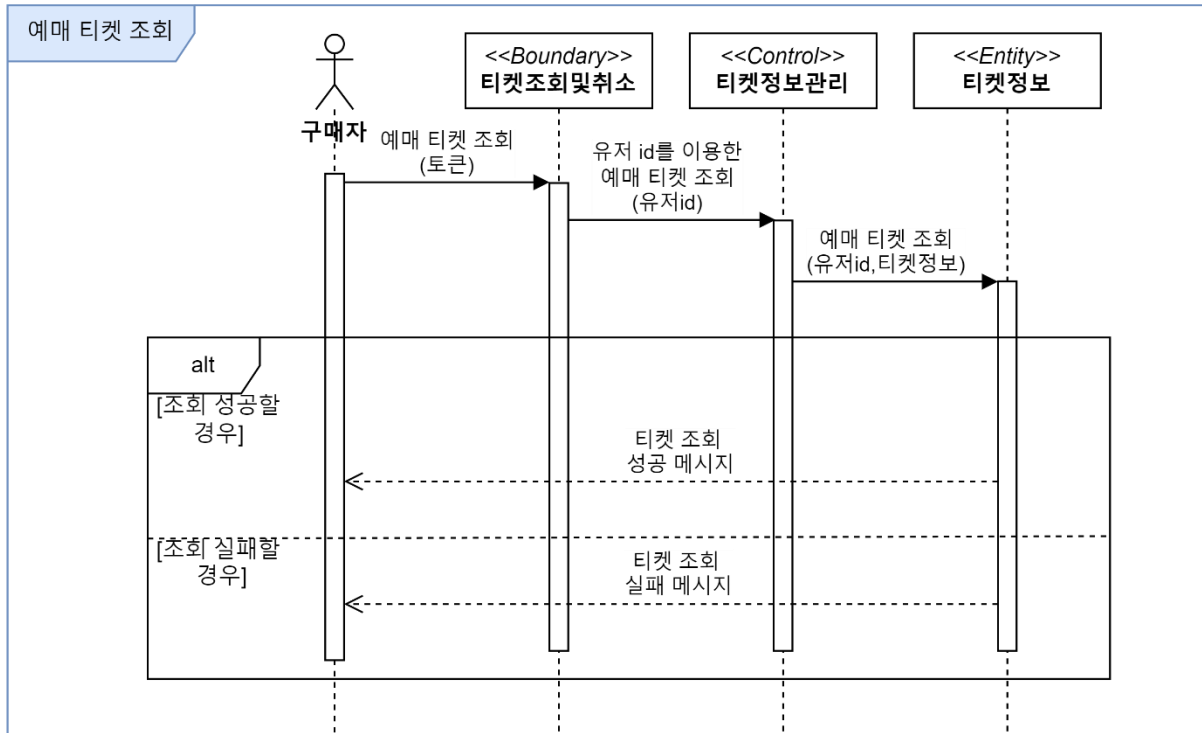 예매 티켓 조회
<<Boundary>>
티켓조회및취소
<<Control>>
티켓정보관리
<<Entity>>
티켓정보
구매자
예매 티켓 조회
(토큰)
유저 id를 이용한
예매 티켓 조회
(유저id)
예매 티켓 조회
(유저id,티켓정보)
alt
[조회 성공할
경우]
티켓 조회
성공 메시지
[조회 실패할
경우]
티켓 조회
실패 메시지